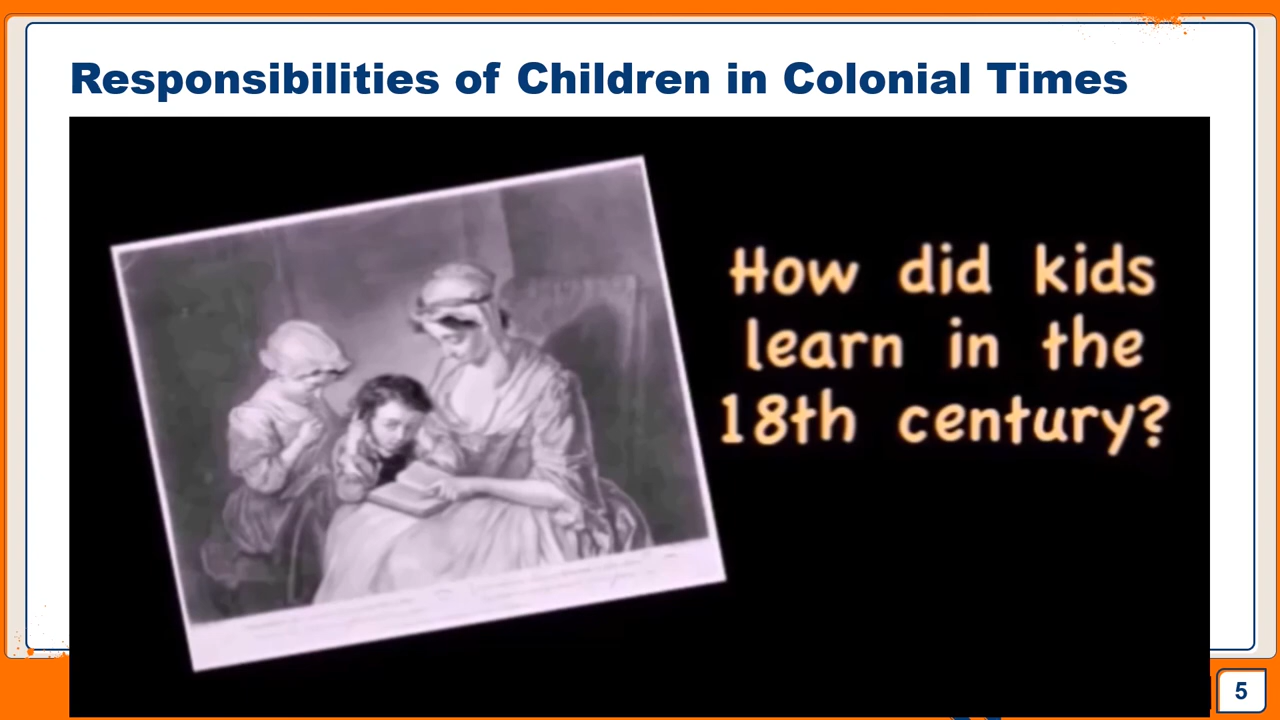 Responsibilities of Children in Colonial Times
How did kids
learn in the
18th century?
5